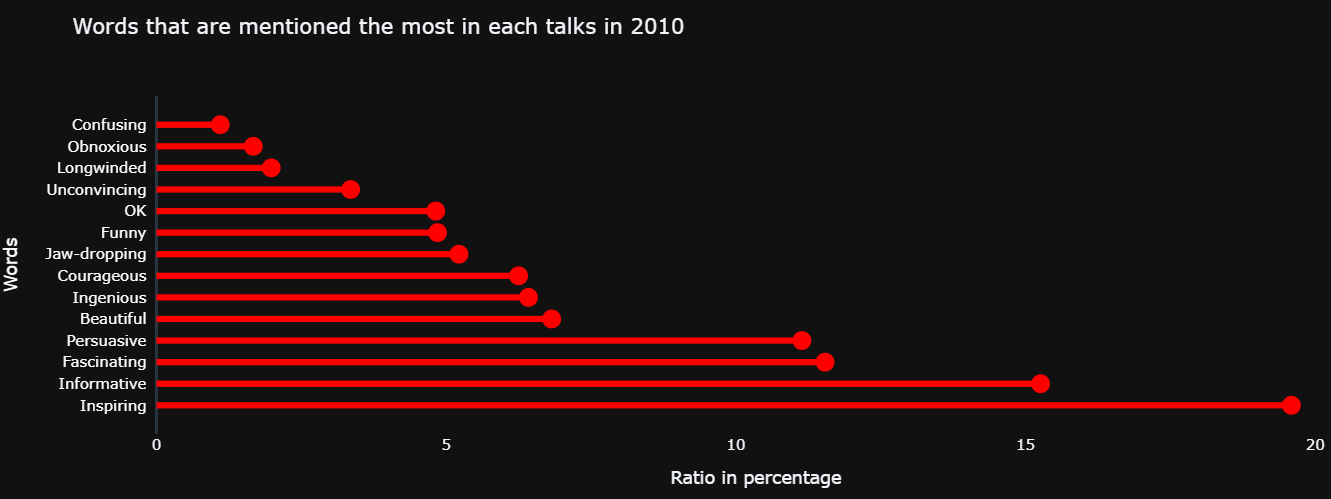 Words that are mentioned the most in each talks in 2010
Confusing
Obnoxious
Longwinded
Unconvincing
OK
Funny
Jaw-dropping
Courageous
Ingenious
Beautiful
Persuasive
Fascinating
Informative
Inspiring
Words
0 5 10 15 20
Ratio in percentage